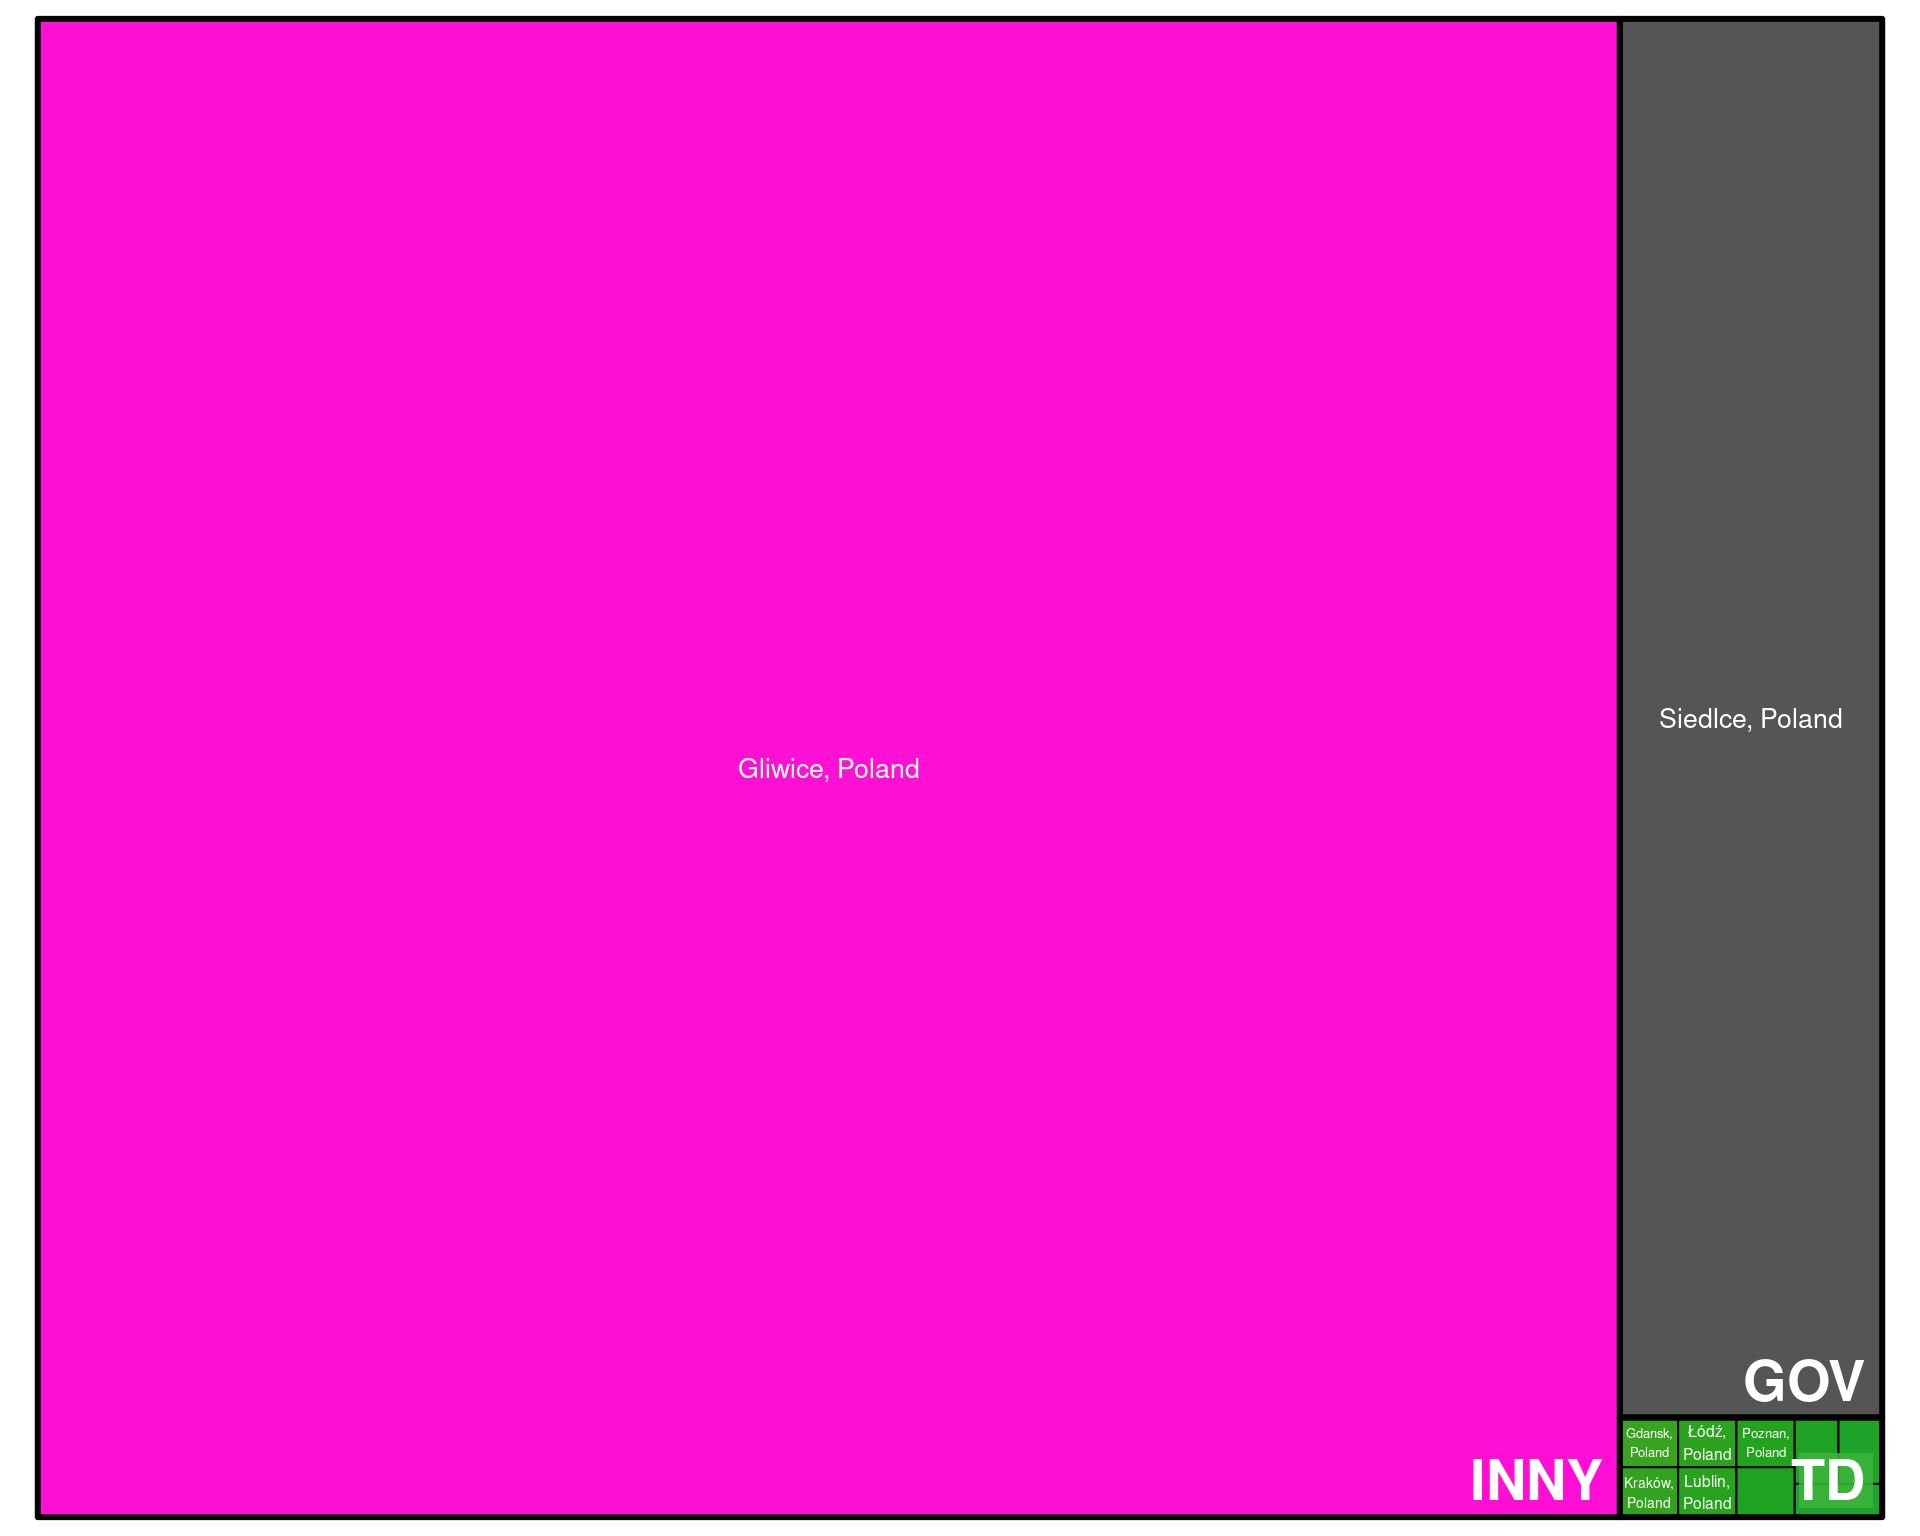 Gliwice, Poland
INNY
Siedlce, Poland
GOV
Gdansk,
Poland
Łódź,
Poland
Poznan,
Poland
Kraków,
Poland
Lublin,
Poland
TD